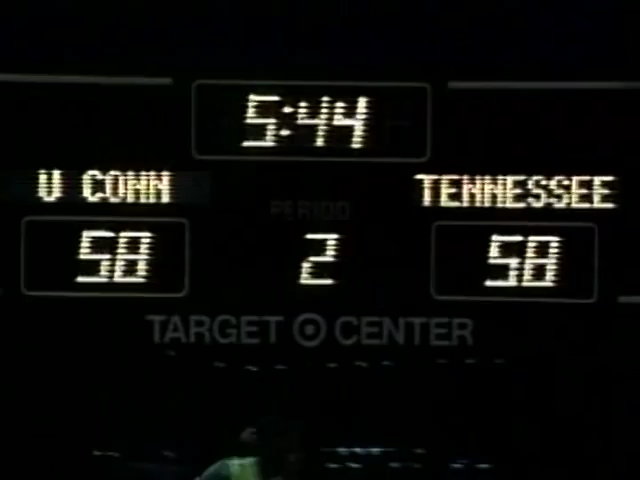 5:44
U CONN
TENNESSEE
PERIOD
58
2
58
TARGET CENTER